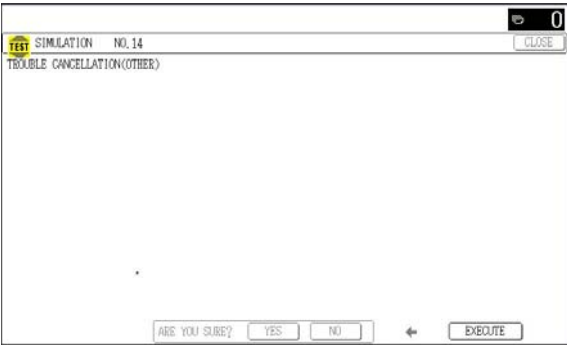 0
TEST SIMULATION NO.14 CLOSE
TROUBLE CANCELLATION(OTHER)
ARE YOU SURE? YES NO EXECUTE